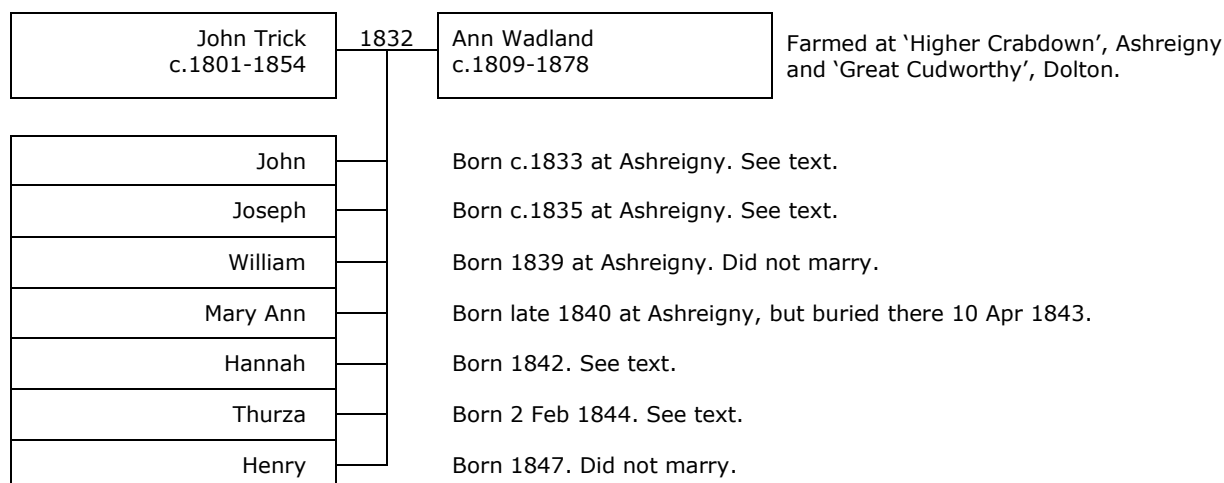 John Trick 1832 Ann Wadland
c.1801-1854 c.1809-1878
Farmed at ‘Higher Crabdown’, Ashreigny
and ‘Great Cudworthy’, Dolton.
John Born c.1833 at Ashreigny. See text.
Joseph Born c.1835 at Ashreigny. See text.
William Born 1839 at Ashreigny. Did not marry.
Mary Ann Born late 1840 at Ashreigny, but buried there 10 Apr 1843.
Hannah Born 1842. See text.
Thurza Born 2 Feb 1844. See text.
Henry Born 1847. Did not marry.